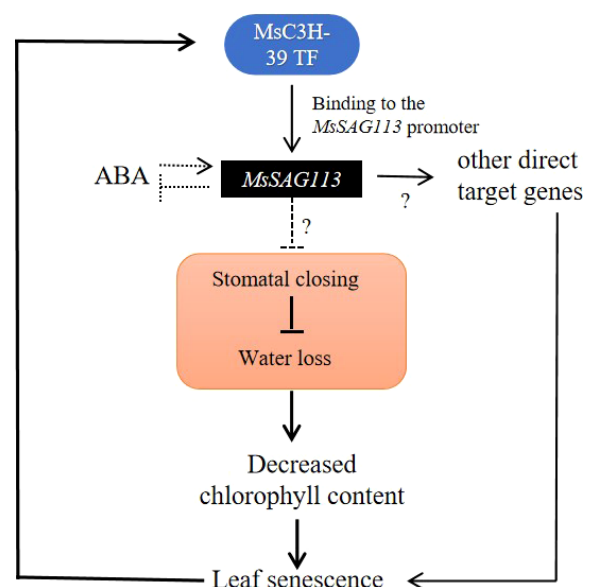 MsC3H-
39 TF
Binding to the
MsSAG113 promoter
ABA
MsSAG113
?
other direct
target genes
?
Stomatal closing
Water loss
Decreased
chlorophyll content
Leaf senescence